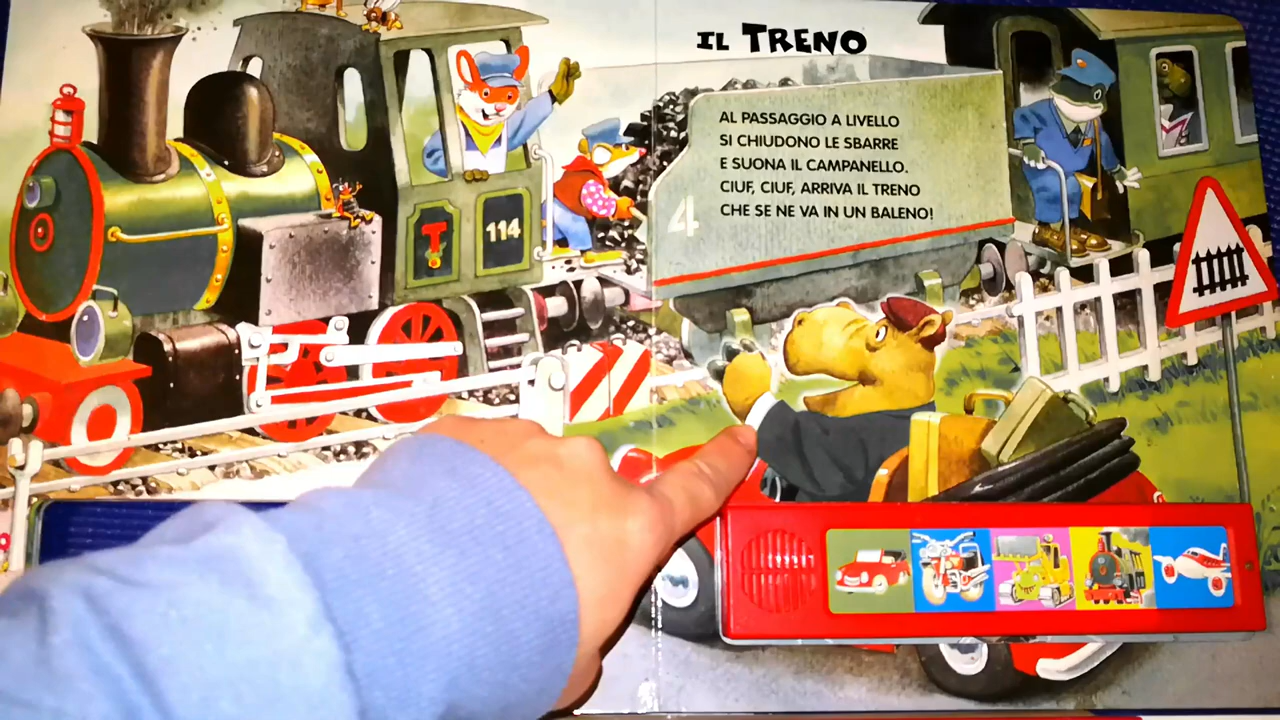 IL TRENO
AL PASSAGGIO A LIVELLO
SI CHIUDONO LE SBARRE
E SUONA IL CAMPANELLO.
CIUF, CIUF, ARRIVA IL TRENO
CHE SE NE VA IN UN BALENO!
4
T
114